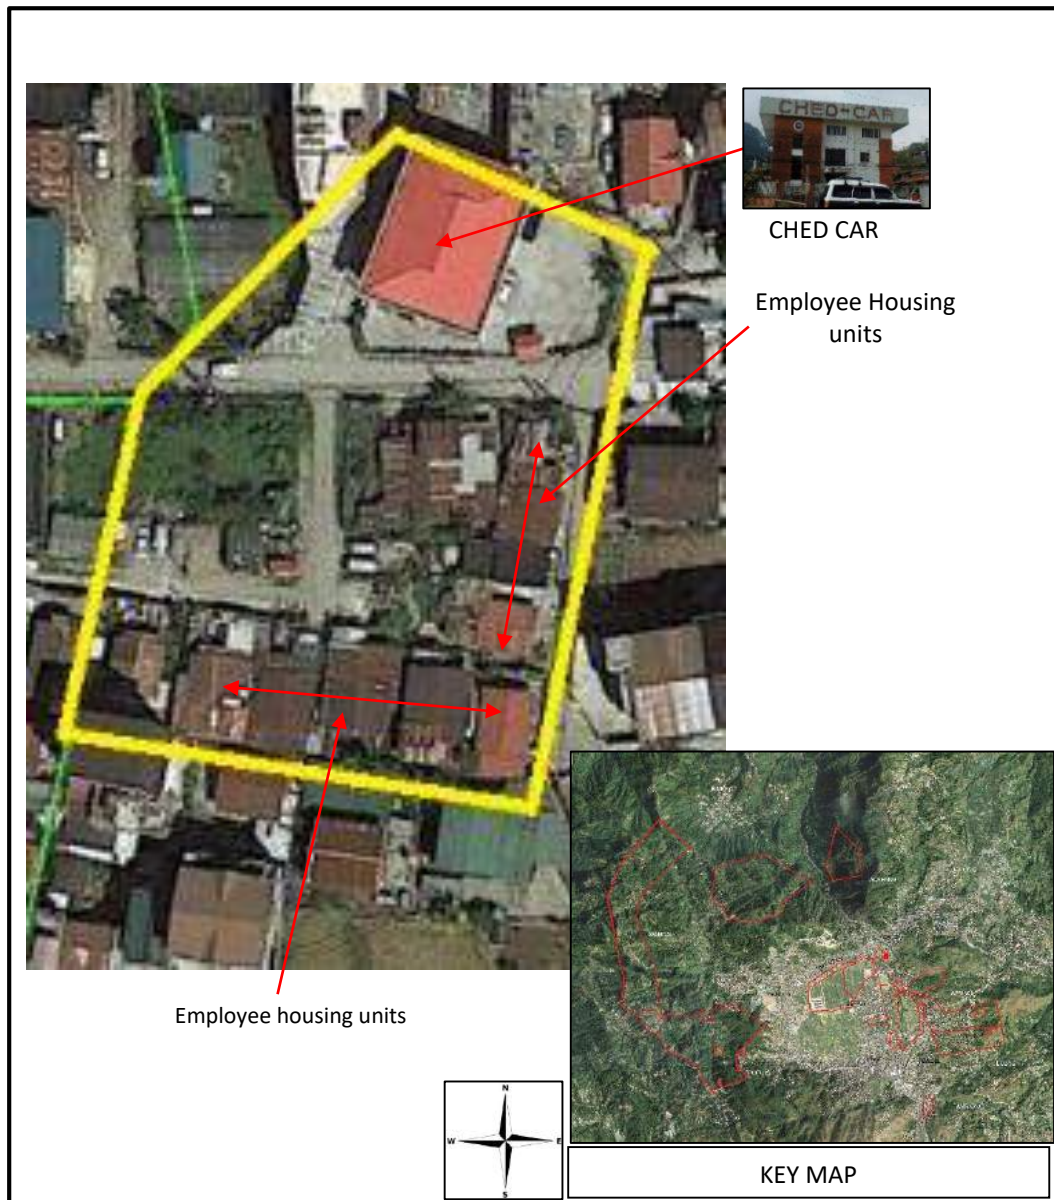 CHED-CAR
CHED CAR
Employee Housing
units
Employee housing units
N
W
E
S
KEY MAP